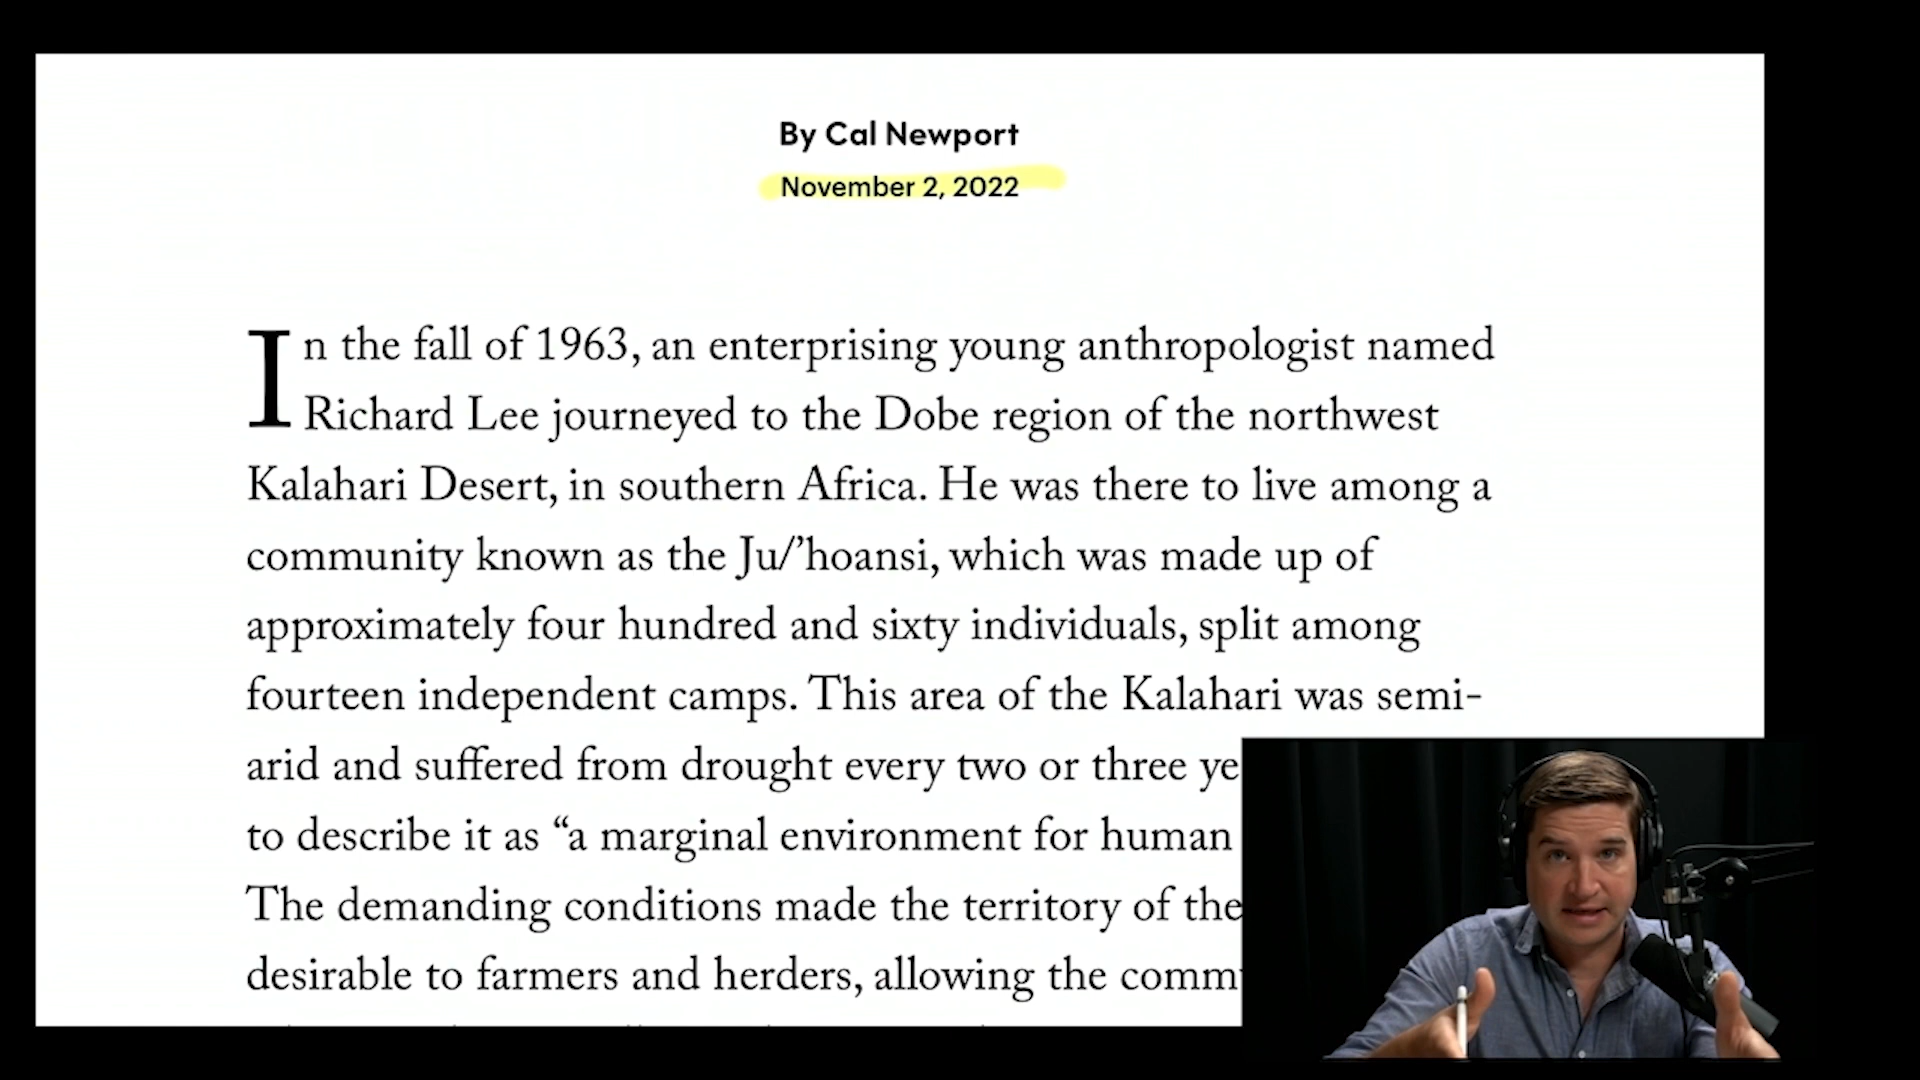 By Cal Newport
November 2, 2022
In the fall of 1963, an enterprising young anthropologist named
Richard Lee journeyed to the Dobe region of the northwest
Kalahari Desert, in southern Africa. He was there to live among a
community known as the Ju/’hoansi, which was made up of
approximately four hundred and sixty individuals, split among
fourteen independent camps. This area of the Kalahari was semi-
arid and suffered from drought every two or three
to describe it as “a marginal environment for human
The demanding conditions made the territory of the
desirable to farmers and herders, allowing the